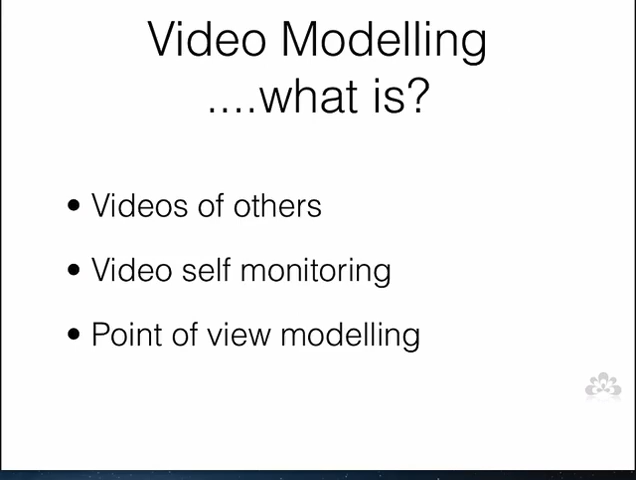 Video Modelling
....what is?
• Videos of others
• Video self monitoring
• Point of view modelling